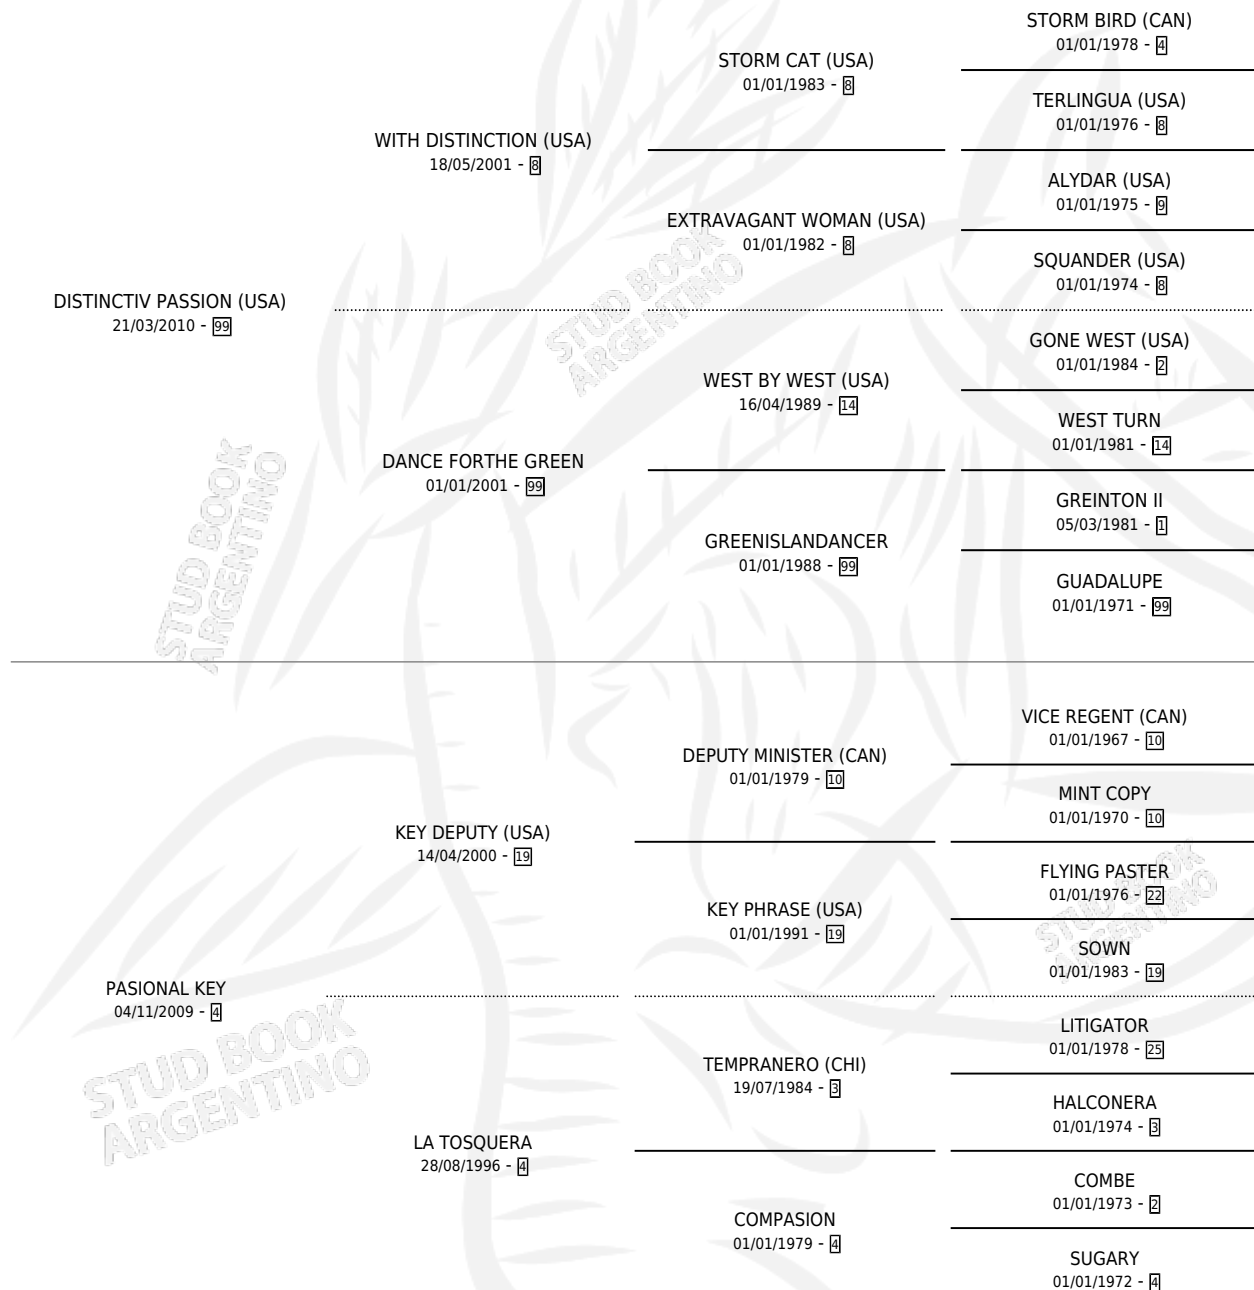 STORM BIRD (CAN)
01/01/1978 - 4
STORM CAT (USA)
01/01/1983 - 8
TERLINGUA (USA)
01/01/1976 - 8
WITH DISTINCTION (USA)
18/05/2001 - 8
ALYDAR (USA)
01/01/1975 - 9
EXTRAVAGANT WOMAN (USA)
01/01/1982 - 8
SQUANDER (USA)
01/01/1974 - 8
DISTINCTIV PASSION (USA)
21/03/2010 - 99
GONE WEST (USA)
01/01/1984 - 2
WEST BY WEST (USA)
16/04/1989 - 14
WEST TURN
01/01/1981 - 14
DANCE FORTHE GREEN
01/01/2001 - 99
GREINTON II
05/03/1981 - 1
GREENISLANDANCER
01/01/1988 - 99
GUADALUPE
01/01/1971 - 99
VICE REGENT (CAN)
01/01/1967 - 10
DEPUTY MINISTER (CAN)
01/01/1979 - 10
MINT COPY
01/01/1970 - 10
KEY DEPUTY (USA)
14/04/2000 - 19
FLYING PASTER
01/01/1976 - 22
KEY PHRASE (USA)
01/01/1991 - 19
SOWN
01/01/1983 - 19
PASIONAL KEY
04/11/2009 - 4
LITIGATOR
01/01/1978 - 25
TEMPRANERO (CHI)
19/07/1984 - 3
HALCONERA
01/01/1974 - 3
LA TOSQUERA
28/08/1996 - 4
COMBE
01/01/1973 - 2
COMPASION
01/01/1979 - 4
SUGARY
01/01/1972 - 4
STUD BOOK
ARGENTINO
STUD BOOK
ARGENTINO
STUD BOOK
ARGENTINO
STUD BOOK
ARGENTINO